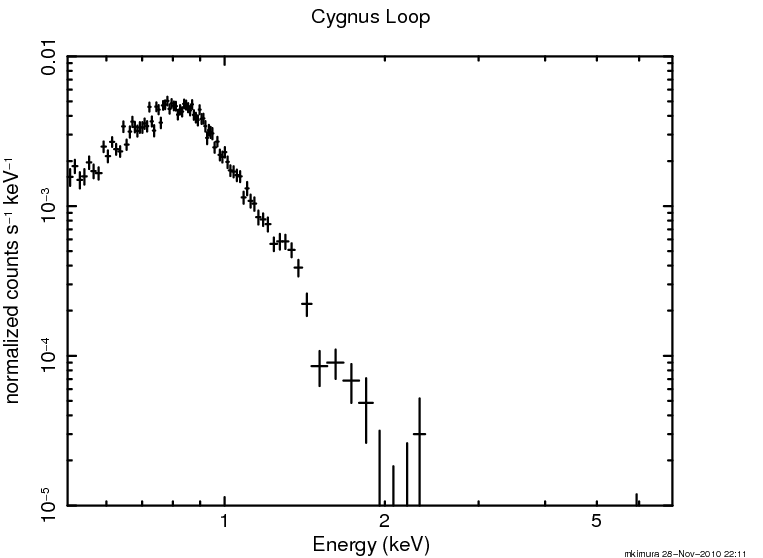 Cygnus Loop
normalized counts s⁻¹ keV⁻¹
0.01
10⁻³
10⁻⁴
10⁻⁵
1 2 5
Energy (keV)
mkimura 28−Nov−2010 22:11